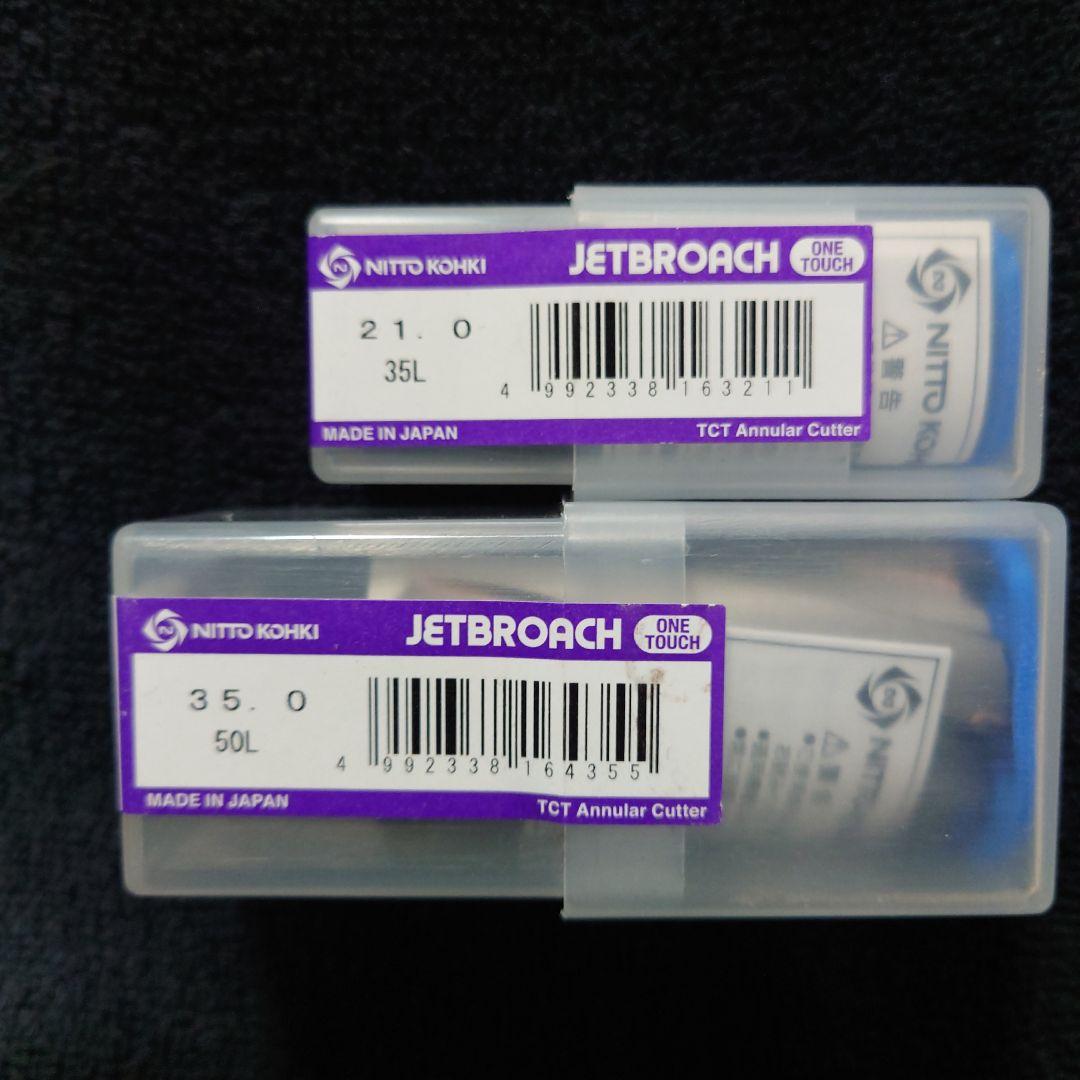 NITTO KOHKI JETBROACH ONE TOUCH
21.0
35L
4 992338 163211
MADE IN JAPAN TCT Annular Cutter
NITTO KOHKI
警告
NITTO KOHKI JETBROACH ONE TOUCH
35.0
50L
4 992338 164355
MADE IN JAPAN TCT Annular Cutter
NITTO